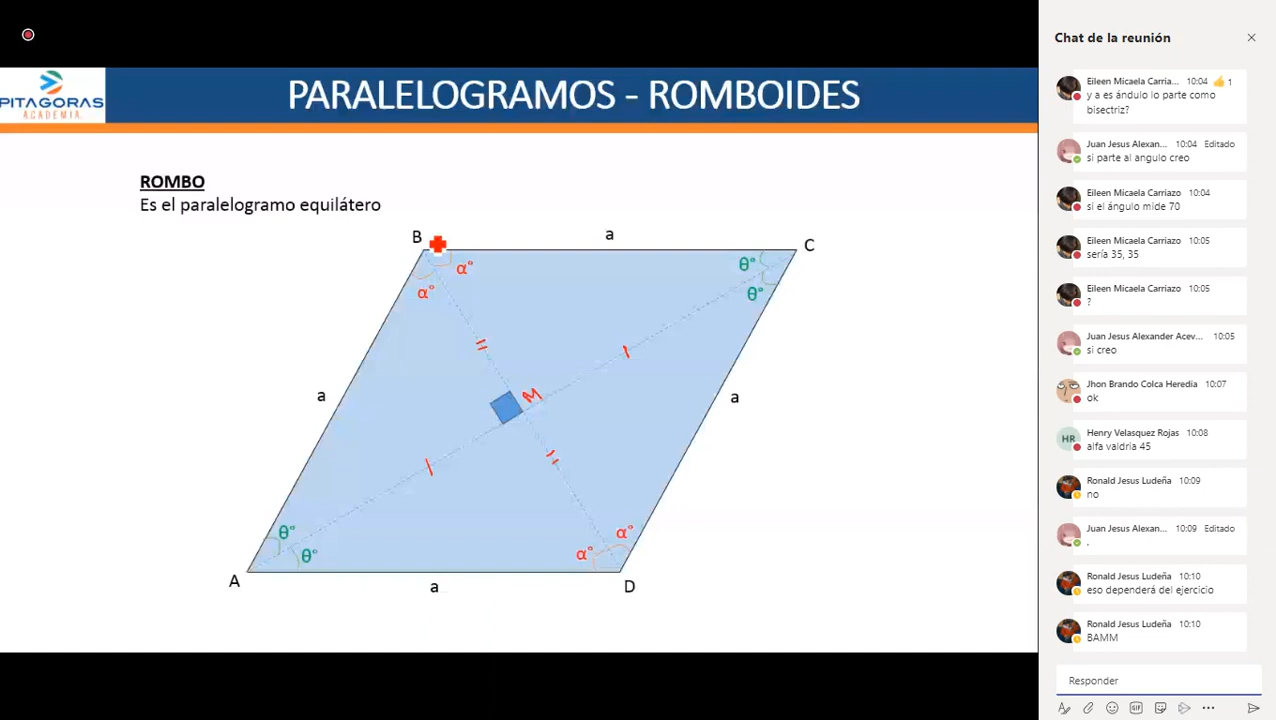 Chat de la reunión
PITAGORAS
ACADEMIA
PARALELOGRAMOS - ROMBOIDES
ROMBO
Es el paralelogramo equilátero
B
a
C
α°
α°
θ°
θ°
a
M
a
θ°
θ°
α°
α°
A
a
D
Eileen Micaela Carria... 10:04 👍 1
y a es ándulo lo parte como
bisectriz?
Juan Jesus Alexan... 10:04 Editado
si parte al angulo creo
Eileen Micaela Carriazo 10:04
si el ángulo mide 70
Eileen Micaela Carriazo 10:05
sería 35, 35
Eileen Micaela Carriazo 10:05
?
Juan Jesus Alexander Acev... 10:05
si creo
Jhon Brando Colca Heredia 10:07
ok
HR
Henry Velasquez Rojas 10:08
alfa valdria 45
Ronald Jesus Ludeña 10:09
no
Juan Jesus Alexan... 10:09 Editado
.
Ronald Jesus Ludeña 10:10
eso dependerá del ejercicio
Ronald Jesus Ludeña 10:10
BAMM
Responder
GIF